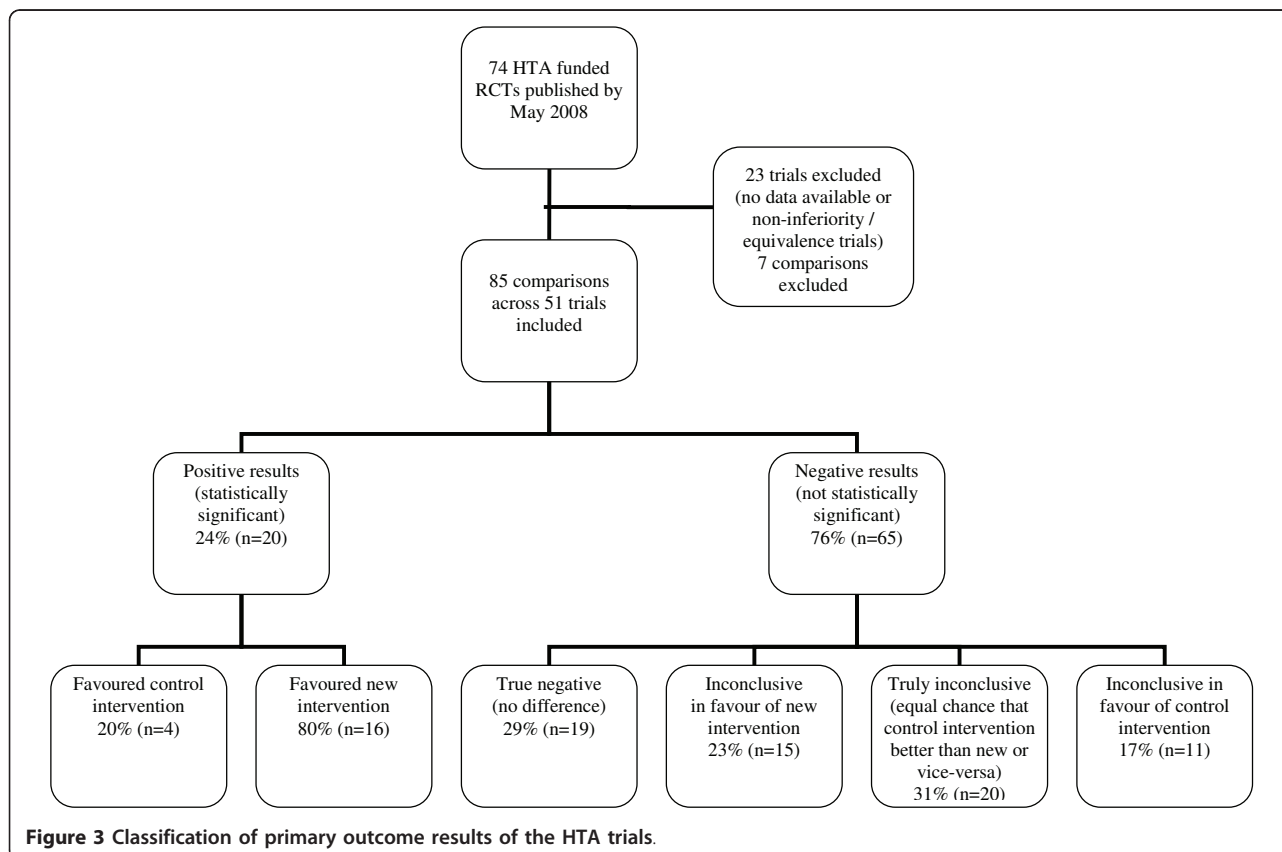 74 HTA funded
RCTs published by
May 2008
23 trials excluded
(no data available or
non-inferiority /
equivalence trials)
7 comparisons
excluded
85 comparisons
across 51 trials
included
Positive results
(statistically
significant)
24% (n=20)
Negative results
(not statistically
significant)
76% (n=65)
Favoured control
intervention
20% (n=4)
Favoured new
intervention
80% (n=16)
True negative
(no difference)
29% (n=19)
Inconclusive
in favour of new
intervention
23% (n=15)
Truly inconclusive
(equal chance that
control intervention
better than new or
vice-versa)
31% (n=20)
Inconclusive in
favour of control
intervention
17% (n=11)
Figure 3 Classification of primary outcome results of the HTA trials.